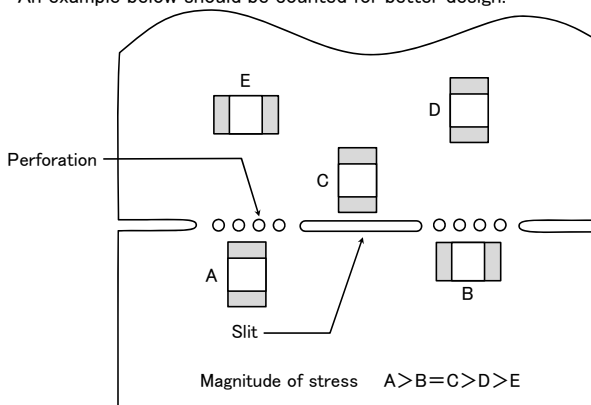 An example below should be counted for better design.
E
D
Perforation
C
A
B
Slit
Magnitude of stress A>B=C>D>E